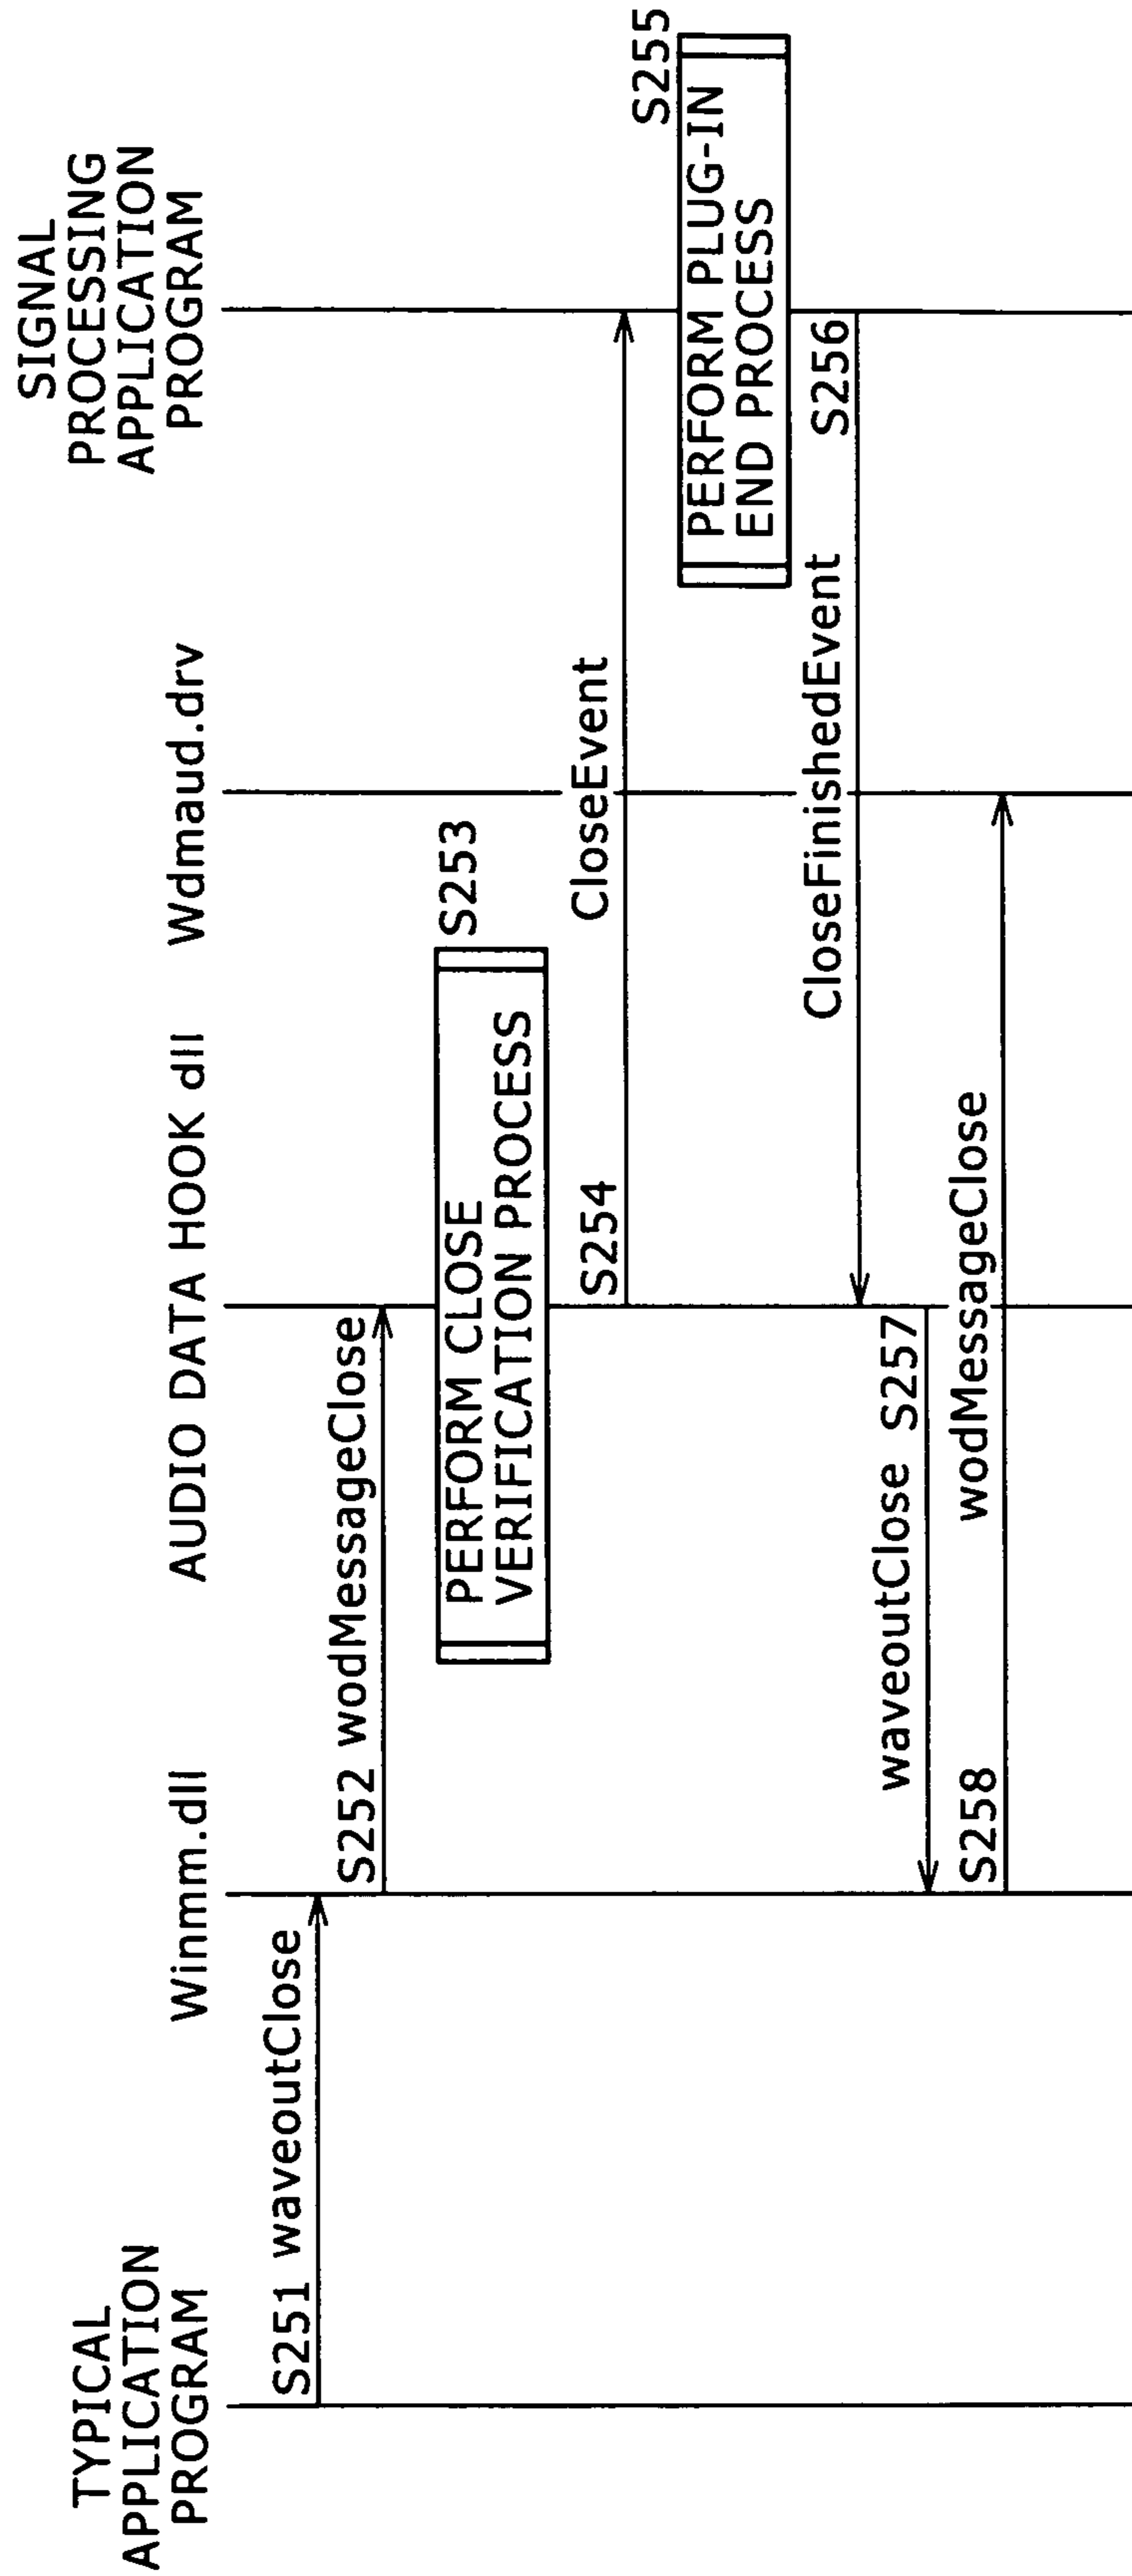 TYPICAL
APPLICATION
PROGRAM
Winmm.dll
AUDIO DATA HOOK dll
Wdmaud.drv
SIGNAL
PROCESSING
APPLICATION
PROGRAM
S251 waveoutClose
S252 wodMessageClose
PERFORM CLOSE
VERIFICATION PROCESS
S253
S254
CloseEvent
S255
PERFORM PLUG-IN
END PROCESS
CloseFinishedEvent
S256
waveoutClose S257
S258
wodMessageClose